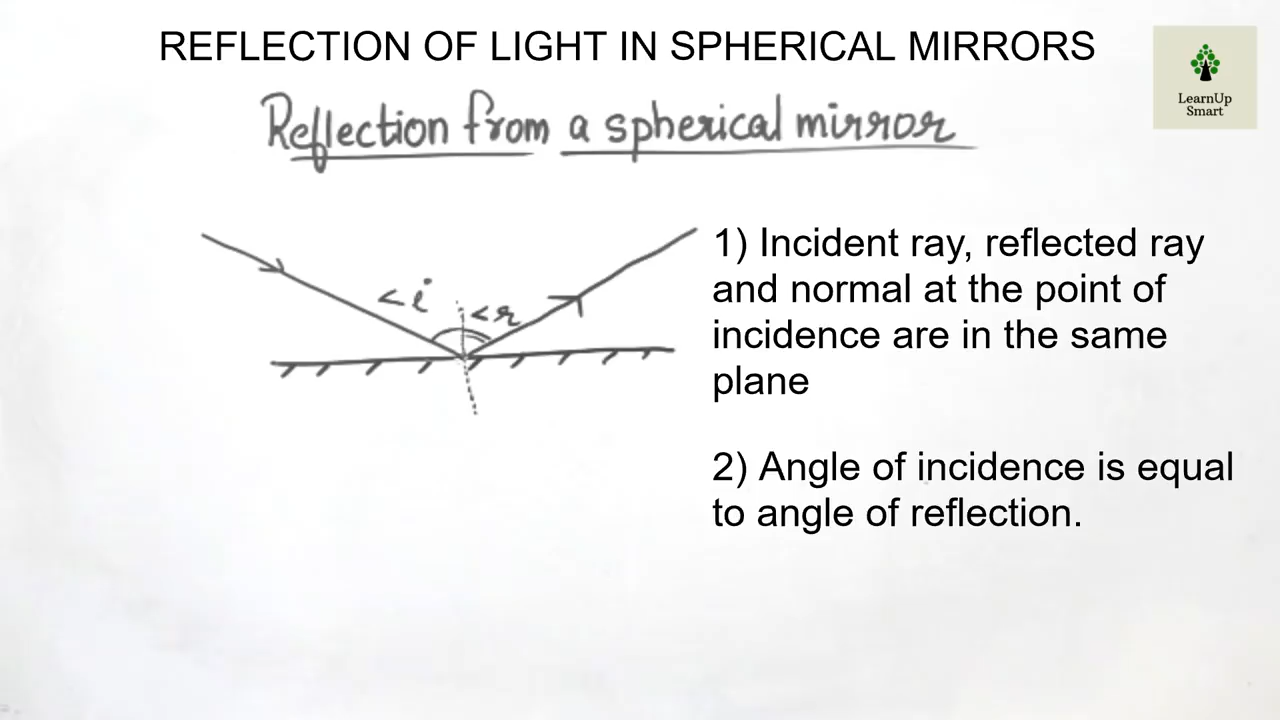 REFLECTION OF LIGHT IN SPHERICAL MIRRORS
LearnUp
Smart
Reflection from a spherical mirror
<i
<r
1) Incident ray, reflected ray
and normal at the point of
incidence are in the same
plane
2) Angle of incidence is equal
to angle of reflection.